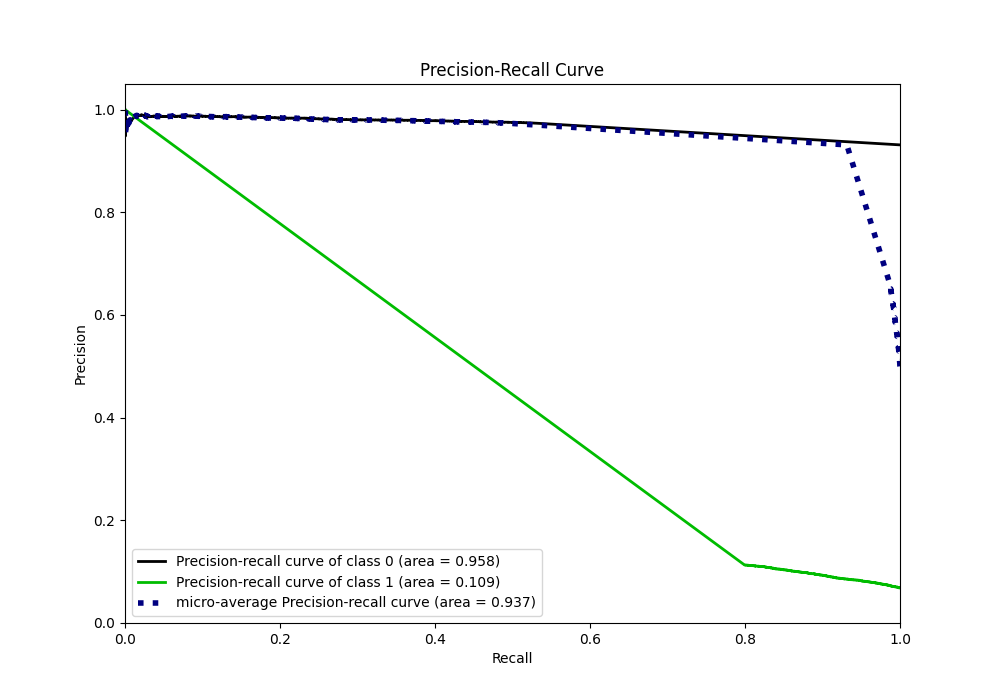 Precision-Recall Curve
1.0
0.8
0.6
0.4
0.2
0.0
Precision
Precision-recall curve of class 0 (area = 0.958)
Precision-recall curve of class 1 (area = 0.109)
micro-average Precision-recall curve (area = 0.937)
0.0 0.2 0.4 0.6 0.8 1.0
Recall